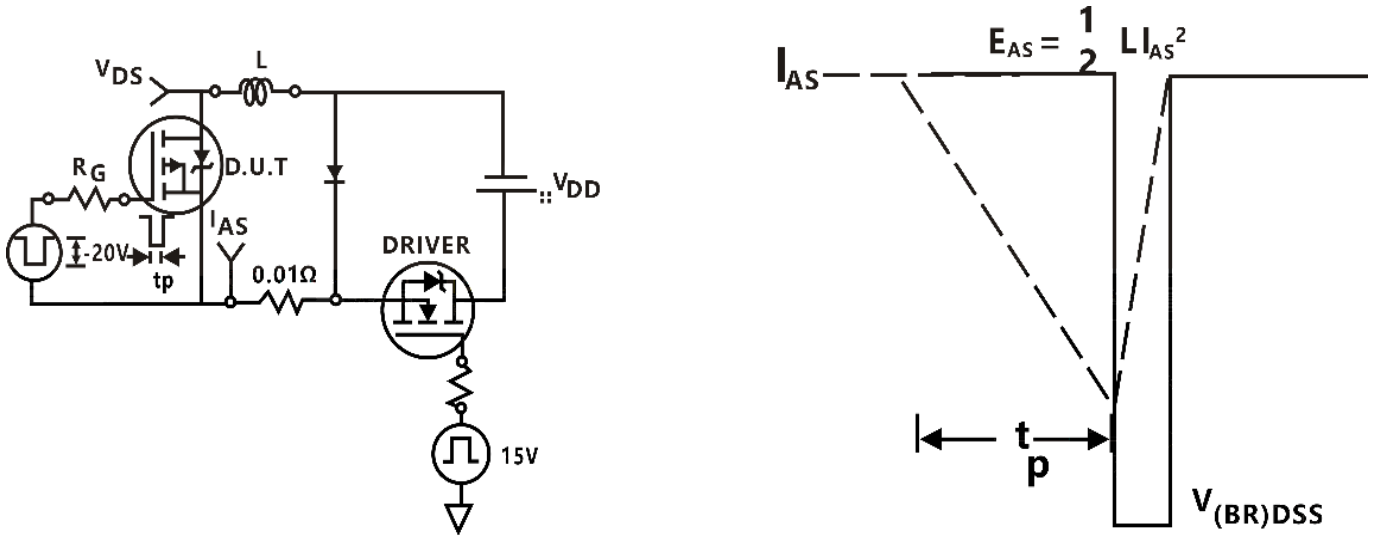 L
VDS
RG
D.U.T
IAS
-20V
tp
0.01Ω
DRIVER
VDD
15V
EAS = 1/2 LIAS²
IAS
tp
V(BR)DSS